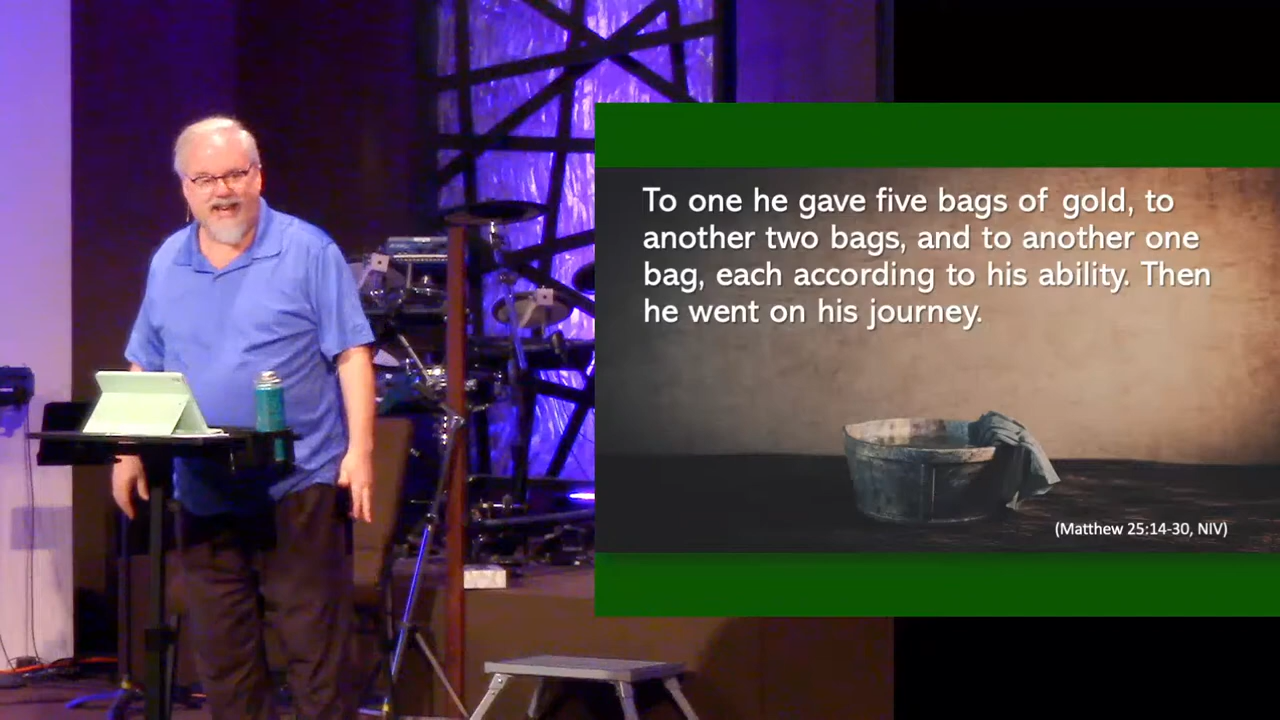 To one he gave five bags of gold, to
another two bags, and to another one
bag, each according to his ability. Then
he went on his journey.
(Matthew 25:14-30, NIV)